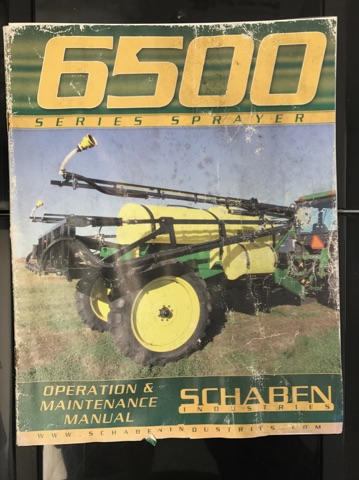 6500
SERIES SPRAYER
OPERATION &
MAINTENANCE
MANUAL
SCHABEN
INDUSTRIES
WWW.SCHABENINDUSTRIES.COM